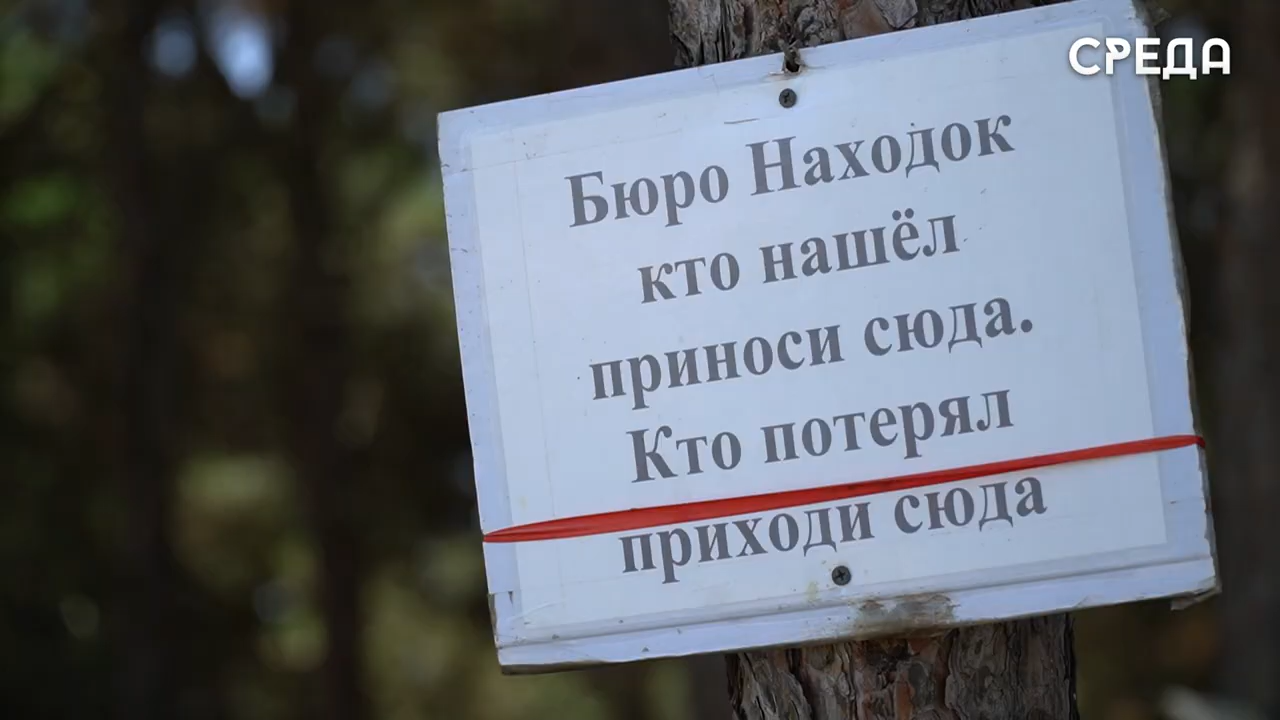 СРЕДА
Бюро Находок
кто нашёл
приноси сюда.
Кто потерял
приходи сюда